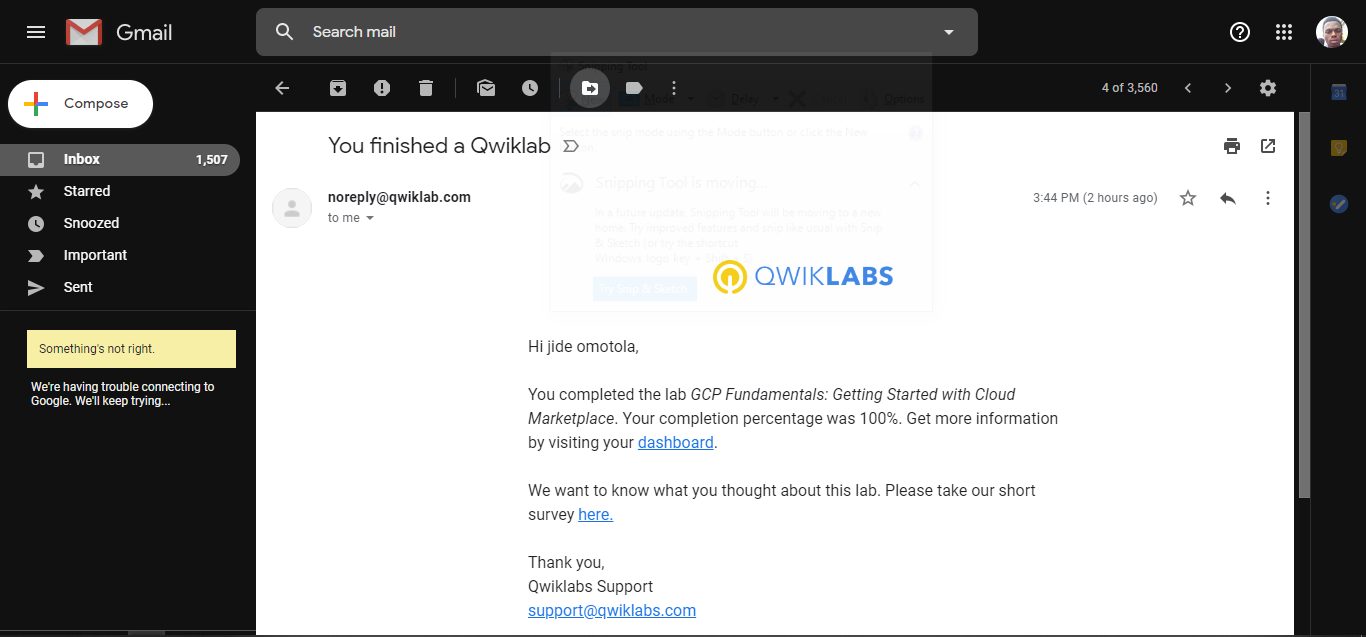 Gmail
Search mail
Compose
4 of 3,560
31
Inbox 1,507
Starred
Snoozed
Important
Sent
Something's not right.
We're having trouble connecting to
Google. We'll keep trying...
Snipping Tool
Mode Delay Options
Select the snip mode using the Mode button or click the New
You finished a Qwiklab
Snipping Tool is moving...
In a future update, Snipping Tool will be moving to a new
home. Try improved features and snip like usual with Snip
& Sketch (or try the shortcut
Windows logo key + Shift + S).
Try Snip & Sketch
noreply@qwiklab.com
3:44 PM (2 hours ago)
to me
QWIKLABS
Hi jide omotola,
You completed the lab GCP Fundamentals: Getting Started with Cloud
Marketplace. Your completion percentage was 100%. Get more information
by visiting your dashboard.
We want to know what you thought about this lab. Please take our short
survey here.
Thank you,
Qwiklabs Support
support@qwiklabs.com